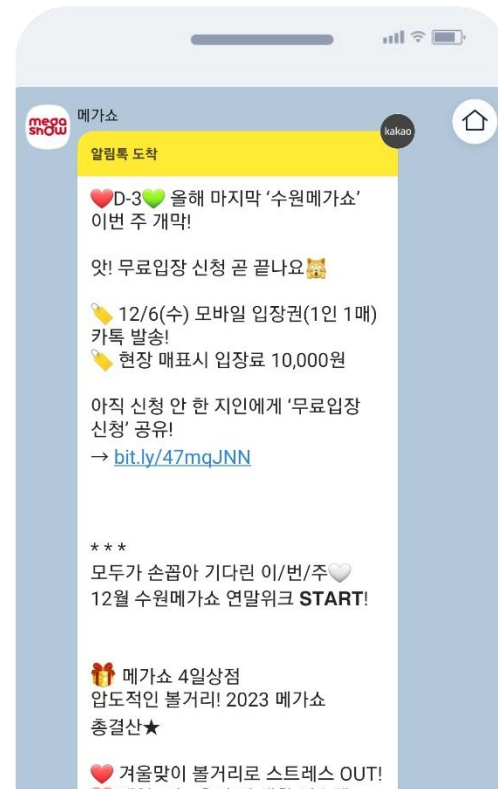 mega show
메가쇼
kakao
알림톡 도착
❤️D-3💚 올해 마지막 ‘수원메가쇼’
이번 주 개막!
앗! 무료입장 신청 곧 끝나요🙀
🏷️ 12/6(수) 모바일 입장권(1인 1매)
카톡 발송!
🏷️ 현장 매표시 입장료 10,000원
아직 신청 안 한 지인에게 ‘무료입장
신청’ 공유!
→ bit.ly/47mqJNN
* * *
모두가 손꼽아 기다린 이/번/주🤍
12월 수원메가쇼 연말위크 START!
🎁 메가쇼 4일상점
압도적인 볼거리! 2023 메가쇼
총결산★
❤️ 겨울맞이 볼거리로 스트레스 OUT!